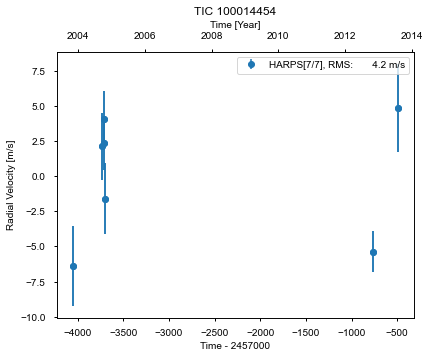 TIC 100014454
Time [Year]
2004 2006 2008 2010 2012 2014
HARPS[7/7], RMS: 4.2 m/s
7.5
5.0
2.5
0.0
−2.5
−5.0
−7.5
−10.0
Radial Velocity [m/s]
−4000 −3500 −3000 −2500 −2000 −1500 −1000 −500
Time - 2457000